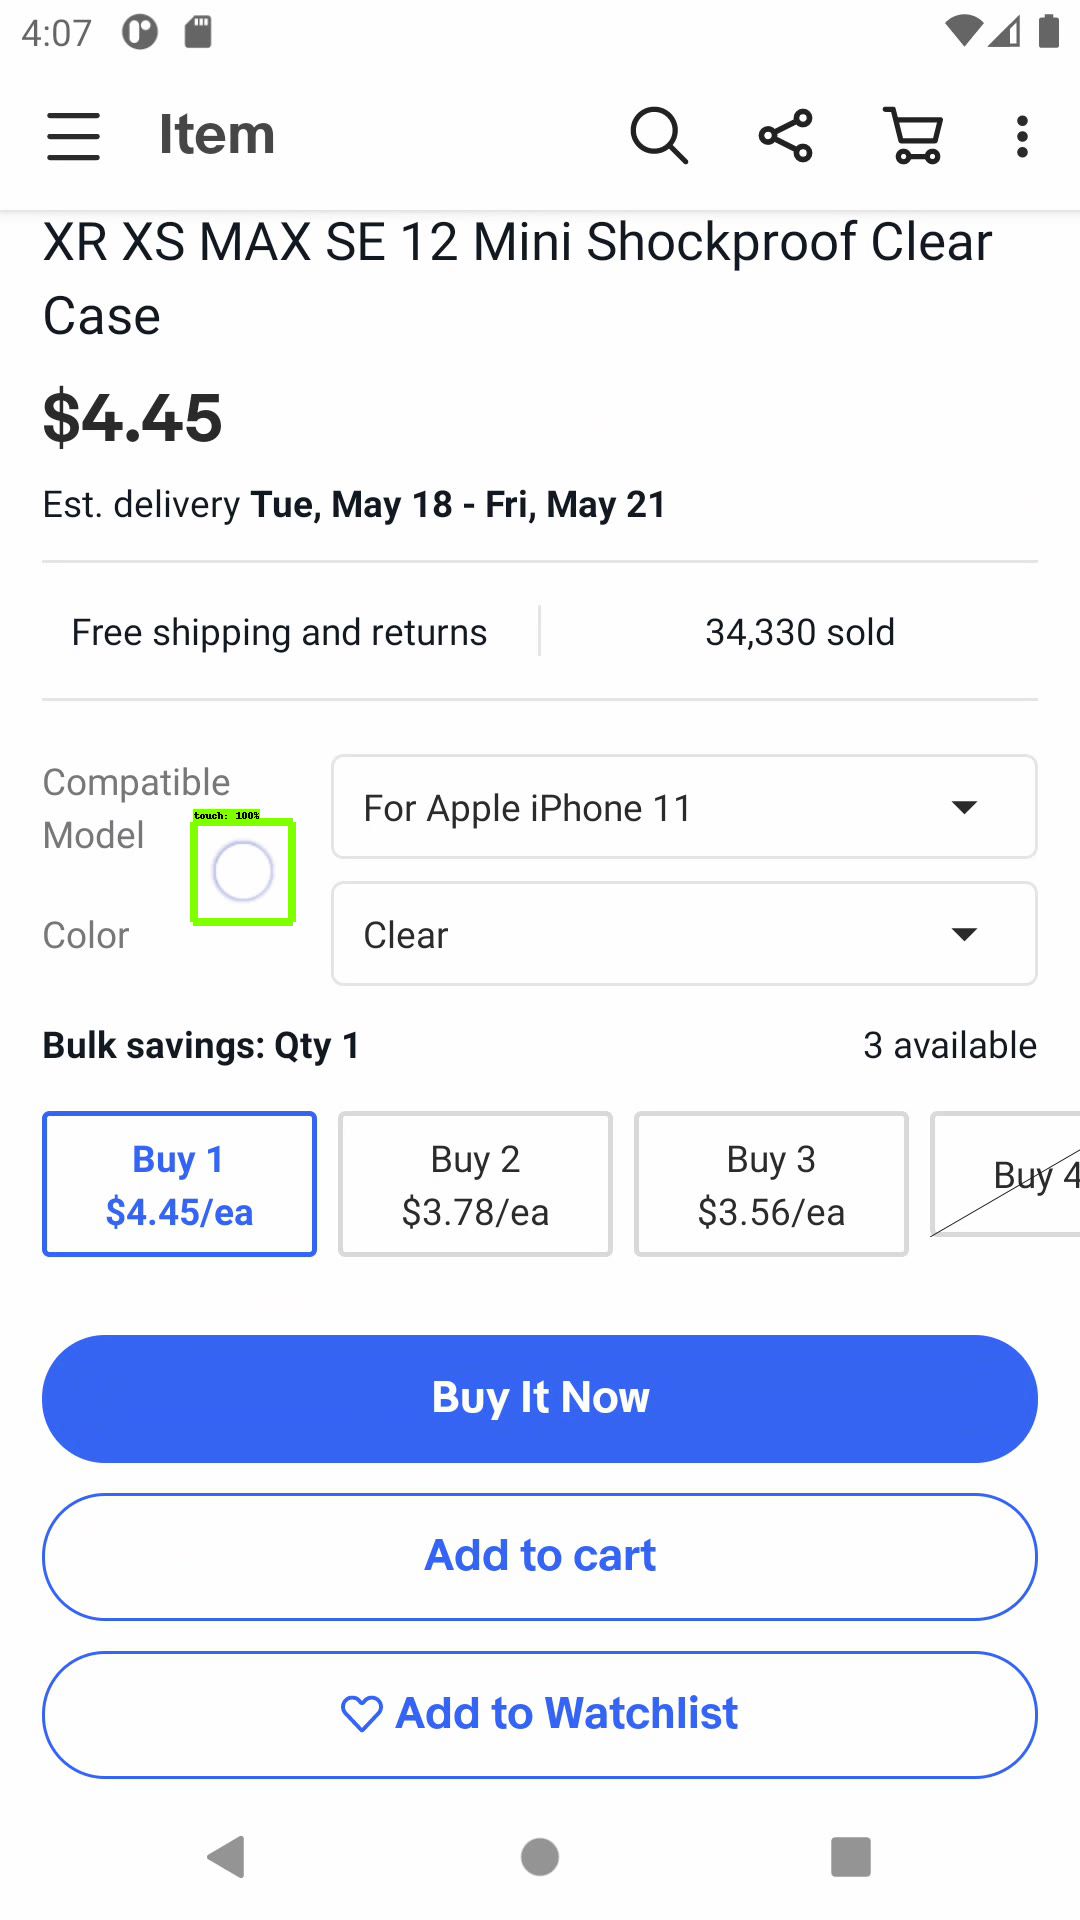 4:07
Item
XR XS MAX SE 12 Mini Shockproof Clear
Case
$4.45
Est. delivery Tue, May 18 - Fri, May 21
Free shipping and returns
34,330 sold
Compatible
Model
For Apple iPhone 11
touch: 100%
Color
Clear
Bulk savings: Qty 1
3 available
Buy 1
$4.45/ea
Buy 2
$3.78/ea
Buy 3
$3.56/ea
Buy 4
Buy It Now
Add to cart
Add to Watchlist